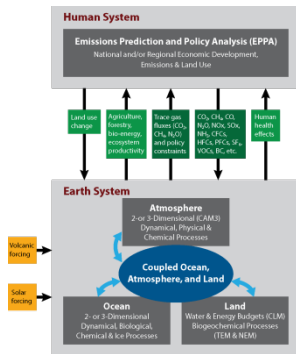 Human System
Emissions Prediction and Policy Analysis (EPPA)
National and/or Regional Economic Development,
Emissions & Land Use
Land use
change
Agriculture,
forestry,
bio-energy,
ecosystem
productivity
Trace gas
fluxes (CO₂,
CH₄, N₂O)
and policy
constraints
CO₂, CH₄, CO,
N₂O, NOx, SOx,
NH₃, CFCs,
HFCs, PFCs, SF₆,
VOCs, BC, etc.
Human
health
effects
Earth System
Atmosphere
2- or 3-Dimensional (CAM3)
Dynamical, Physical &
Chemical Processes
Volcanic
forcing
Coupled Ocean,
Atmosphere, and Land
Solar
forcing
Ocean
2- or 3-Dimensional
Dynamical, Biological,
Chemical & Ice Processes
Land
Water & Energy Budgets (CLM)
Biogeochemical Processes
(TEM & NEM)